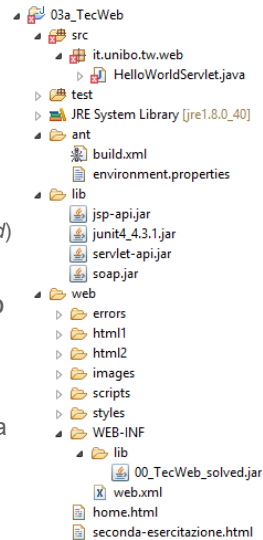 03a_TecWeb
src
it.unibo.tw.web
HelloWorldServlet.java
test
JRE System Library [jre1.8.0_40]
ant
build.xml
environment.properties
lib
jsp-api.jar
d)
junit4_4.3.1.jar
servlet-api.jar
soap.jar
o
web
errors
html1
html2
images
scripts
a
styles
WEB-INF
lib
00_TecWeb_solved.jar
web.xml
home.html
seconda-esercitazione.html